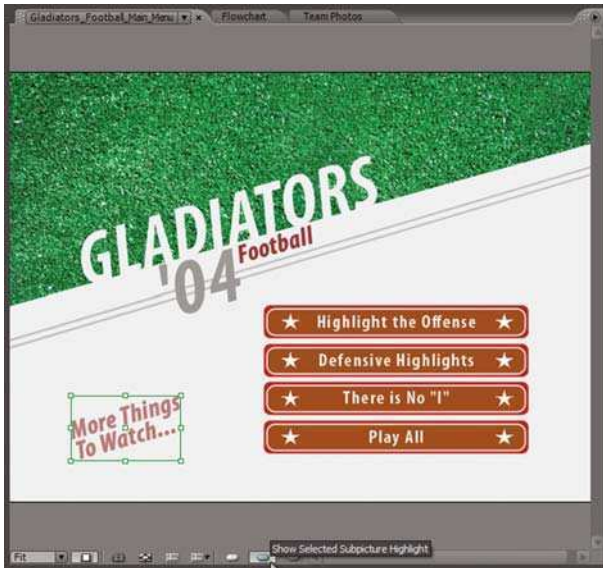 Gladiators_Football_Main_Menu
Flowchart
Team Photos
GLADIATORS
'04
Football
Highlight the Offense
Defensive Highlights
There is No "I"
Play All
More Things
To Watch...
Show Selected Subpicture Highlight
Fit